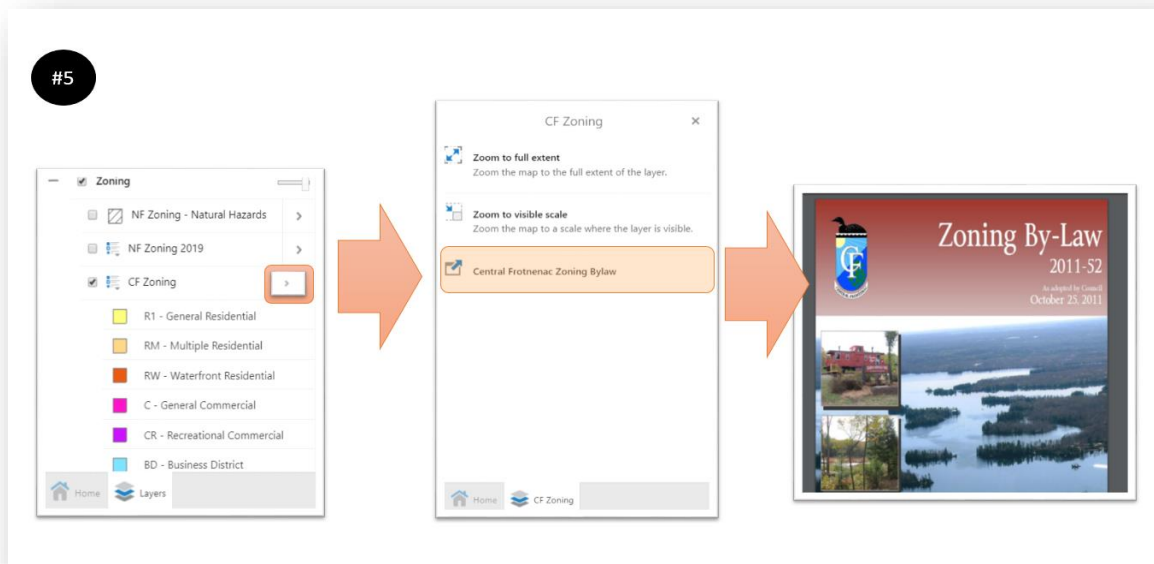 #5
Zoning
NF Zoning - Natural Hazards
NF Zoning 2019
CF Zoning
R1 - General Residential
RM - Multiple Residential
RW - Waterfront Residential
C - General Commercial
CR - Recreational Commercial
BD - Business District
Home
Layers
CF Zoning
Zoom to full extent
Zoom the map to the full extent of the layer.
Zoom to visible scale
Zoom the map to a scale where the layer is visible.
Central Frotnenac Zoning Bylaw
Home
CF Zoning
Zoning By-Law
2011-52
As adopted by Council
October 25, 2011